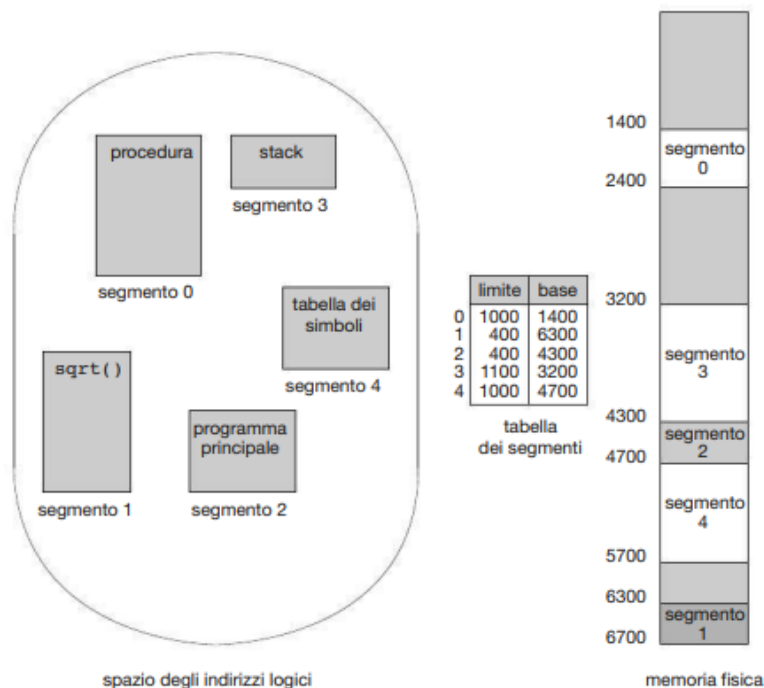 procedura
stack
segmento 3
segmento 0
tabella dei
simboli
segmento 4
sqrt()
programma
principale
segmento 1
segmento 2
spazio degli indirizzi logici
limite base
0 1000 1400
1 400 6300
2 400 4300
3 1100 3200
4 1000 4700
tabella
dei segmenti
1400
segmento
0
2400
3200
segmento
3
4300
segmento
2
4700
segmento
4
5700
6300
segmento
1
6700
memoria fisica